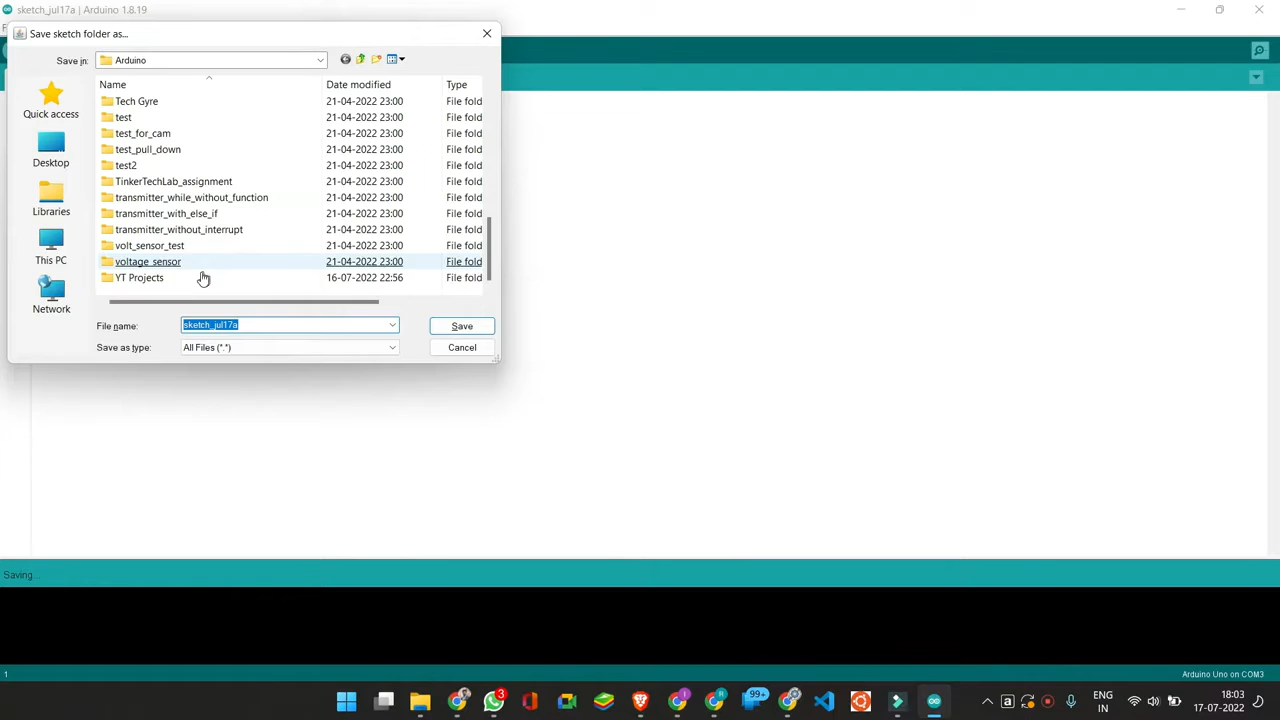 sketch_jul17a | Arduino 1.8.19
Save sketch folder as...
Save in:
Arduino
Name
Date modified
Type
Tech Gyre
21-04-2022 23:00
File fold
test
21-04-2022 23:00
File fold
test_for_cam
21-04-2022 23:00
File fold
test_pull_down
21-04-2022 23:00
File fold
test2
21-04-2022 23:00
File fold
TinkerTechLab_assignment
21-04-2022 23:00
File fold
transmitter_while_without_function
21-04-2022 23:00
File fold
transmitter_with_else_if
21-04-2022 23:00
File fold
transmitter_without_interrupt
21-04-2022 23:00
File fold
volt_sensor_test
21-04-2022 23:00
File fold
voltage_sensor
21-04-2022 23:00
File fold
YT Projects
16-07-2022 22:56
File fold
Quick access
Desktop
Libraries
This PC
Network
File name:
sketch_jul17a
Save
Save as type:
All Files (*.*)
Cancel
Saving...
1
Arduino Uno on COM3
3
99+
ENG
IN
18:03
17-07-2022